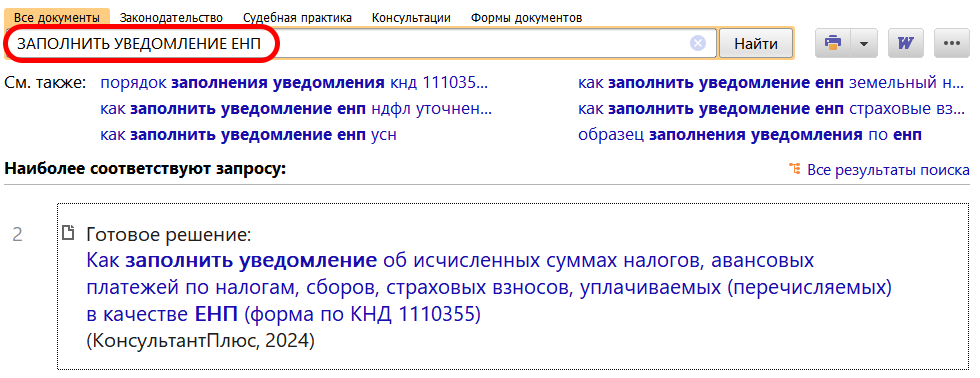 Все документы Законодательство Судебная практика Консультации Формы документов
ЗАПОЛНИТЬ УВЕДОМЛЕНИЕ ЕНП Найти W
См. также: порядок заполнения уведомления кнд 111035... как заполнить уведомление енп земельный н...
как заполнить уведомление енп ндфл уточнен... как заполнить уведомление енп страховые вз...
как заполнить уведомление енп усн образец заполнения уведомления по енп
Наиболее соответствуют запросу: Все результаты поиска
2 Готовое решение:
Как заполнить уведомление об исчисленных суммах налогов, авансовых
платежей по налогам, сборов, страховых взносов, уплачиваемых (перечисляемых)
в качестве ЕНП (форма по КНД 1110355)
(КонсультантПлюс, 2024)